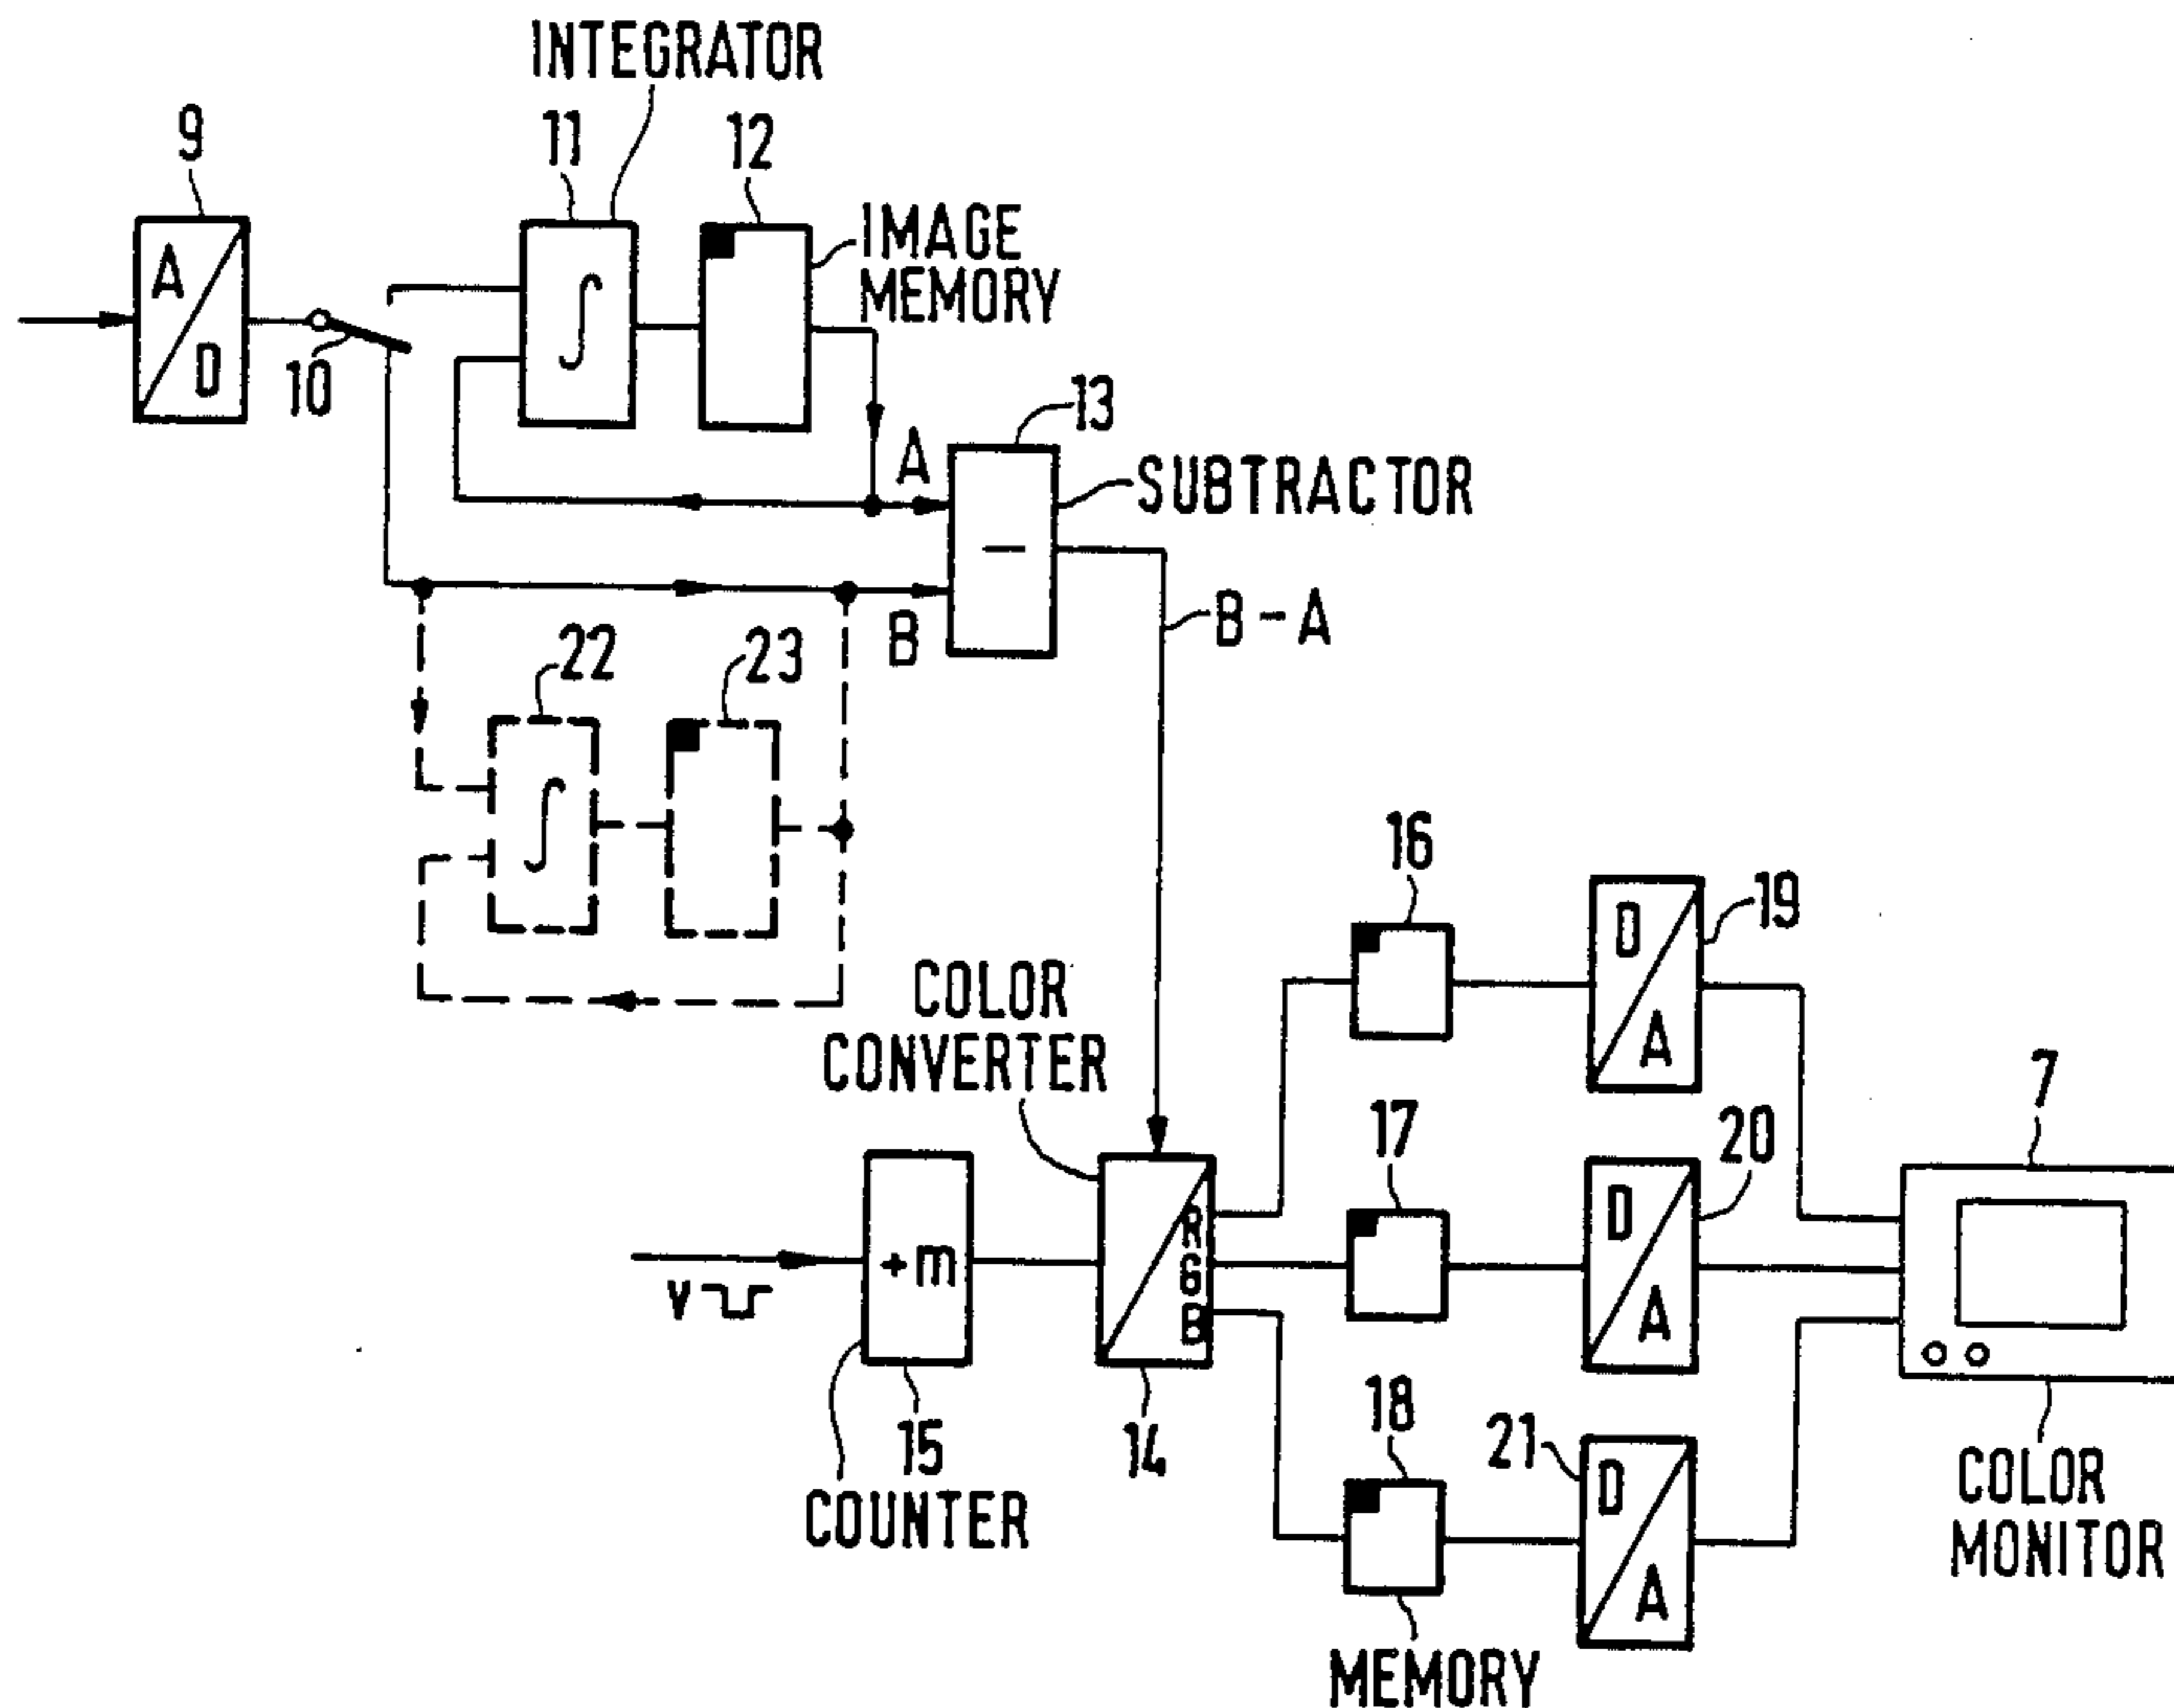 INTEGRATOR
9
11
12
A
D
IMAGE
MEMORY
10
13
A
SUBTRACTOR
B
B-A
22
23
16
19
D
A
COLOR
CONVERTER
17
20
7
D
A
R
G
B
+m
V
18
21
15
14
D
A
COUNTER
COLOR
MONITOR
MEMORY